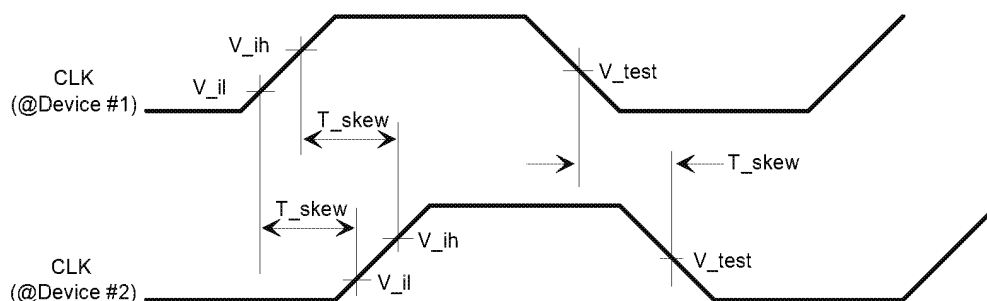 V_ih
V_il
CLK
(@Device #1)
V_test
T_skew
T_skew
T_skew
V_ih
V_il
V_test
CLK
(@Device #2)